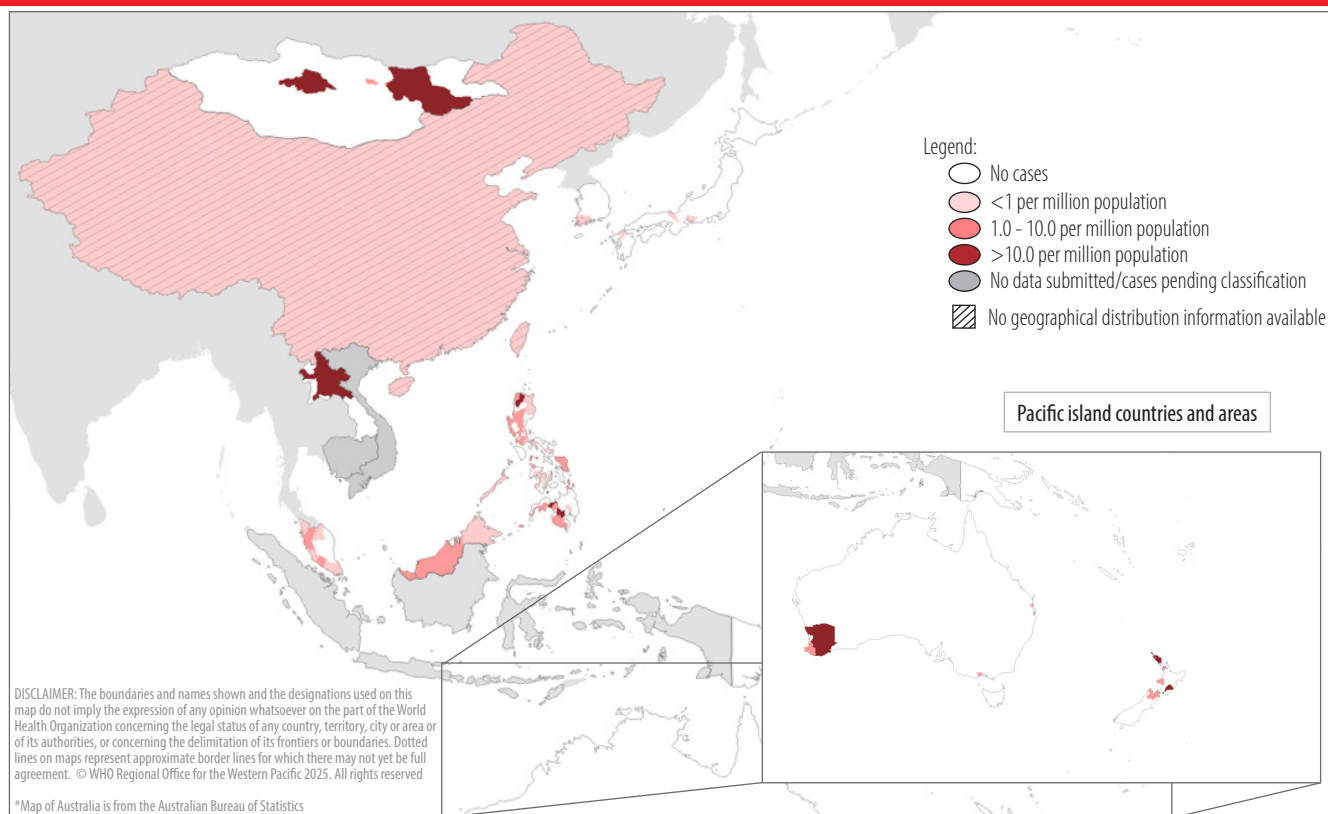 Legend:
No cases
<1 per million population
1.0 - 10.0 per million population
>10.0 per million population
No data submitted/cases pending classification
No geographical distribution information available
Pacific island countries and areas
DISCLAIMER: The boundaries and names shown and the designations used on this
map do not imply the expression of any opinion whatsoever on the part of the World
Health Organization concerning the legal status of any country, territory, city or area or
of its authorities, or concerning the delimitation of its frontiers or boundaries. Dotted
lines on maps represent approximate border lines for which there may not yet be full
agreement. © WHO Regional Office for the Western Pacific 2025. All rights reserved
*Map of Australia is from the Australian Bureau of Statistics